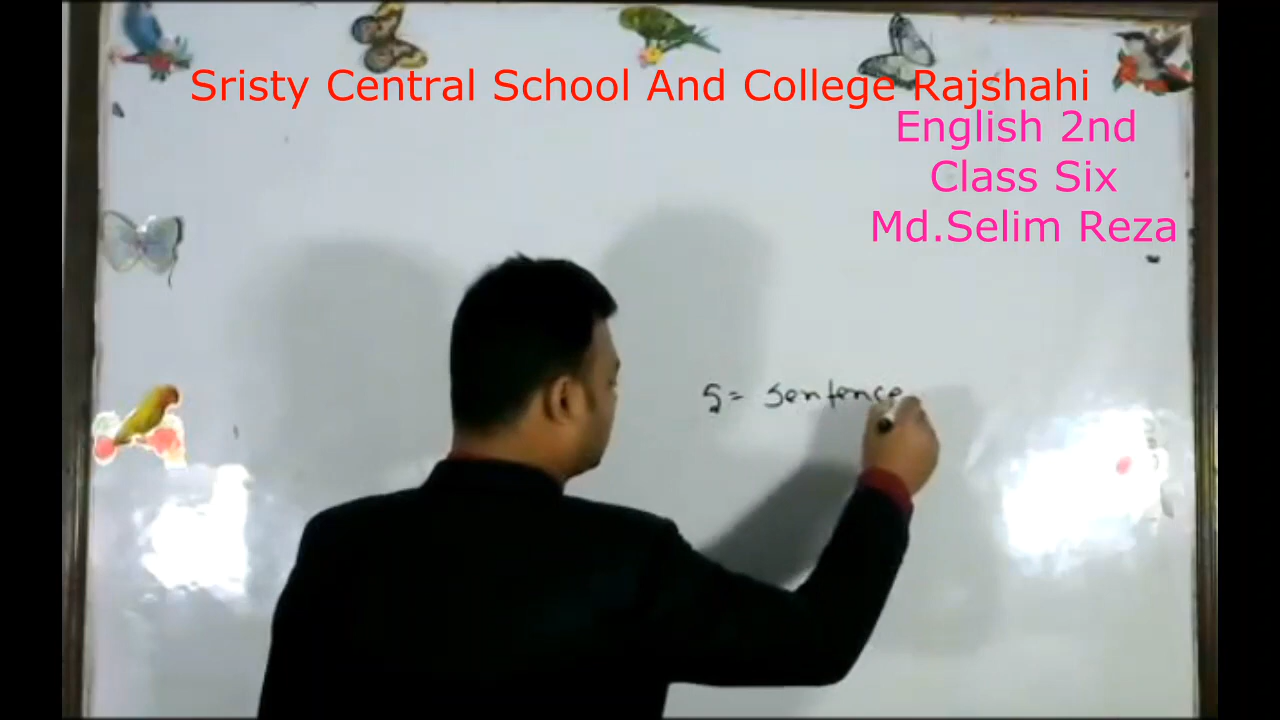 Sristy Central School And College Rajshahi
English 2nd
Class Six
Md.Selim Reza
S= sentence